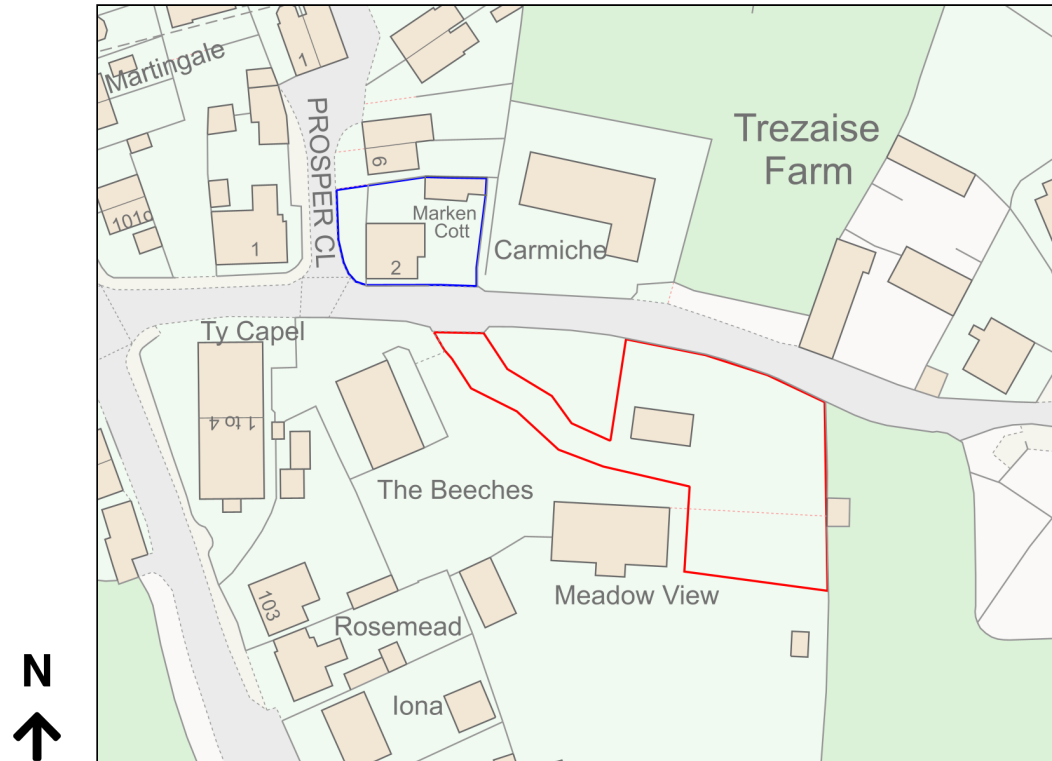 Martingale
1
PROSPER CL
6
Trezaise
Farm
101c
1
Marken
Cott
2
Carmiche
Ty Capel
1 to 4
The Beeches
Meadow View
103
Rosemead
Iona
N